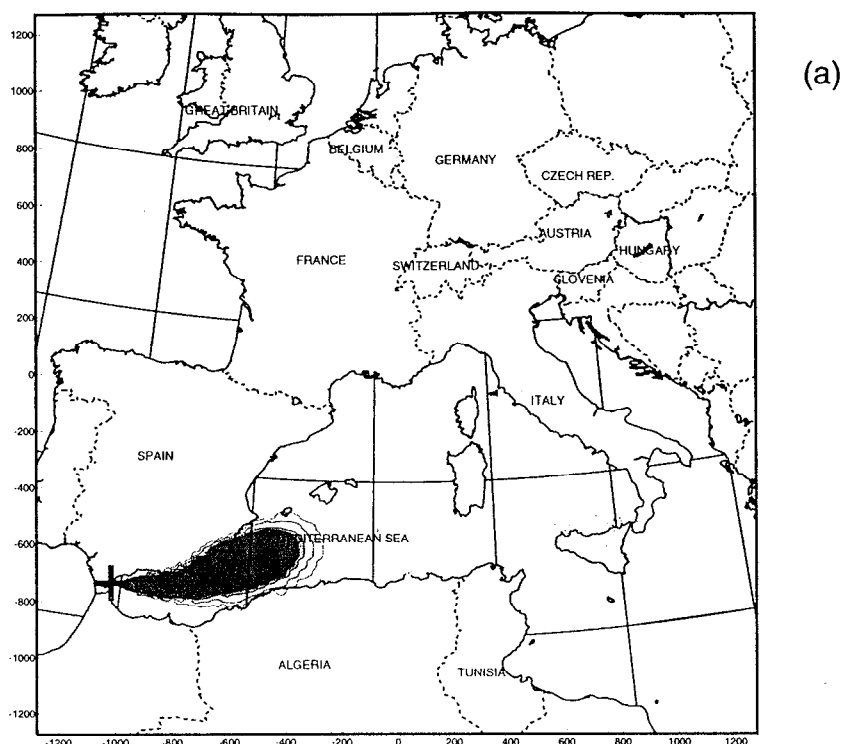 (a)
1200
1000
800
600
400
200
0
-200
-400
-600
-800
-1000
-1200
GREAT BRITAIN
BELGIUM
GERMANY
CZECH REP.
AUSTRIA
HUNGARY
FRANCE
SWITZERLAND
SLOVENIA
ITALY
SPAIN
DITERRANEAN SEA
ALGERIA
TUNISIA
-1200 -1000 -800 -600 -400 -200 0 200 400 600 800 1000 1200